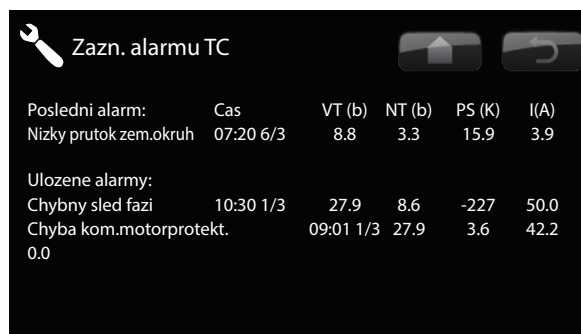 Zazn. alarmu TC
Posledni alarm: Cas VT (b) NT (b) PS (K) I(A)
Nizky prutok zem.okruh 07:20 6/3 8.8 3.3 15.9 3.9
Ulozene alarmy:
Chybny sled fazi 10:30 1/3 27.9 8.6 -227 50.0
Chyba kom.motorprotekt. 09:01 1/3 27.9 3.6 42.2
0.0